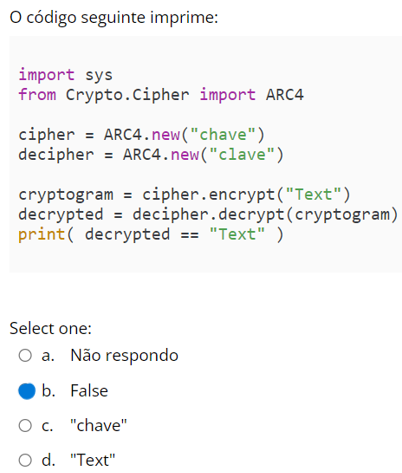 O código seguinte imprime:
import sys
from Crypto.Cipher import ARC4
cipher = ARC4.new("chave")
decipher = ARC4.new("clave")
cryptogram = cipher.encrypt("Text")
decrypted = decipher.decrypt(cryptogram)
print( decrypted == "Text" )
Select one:
a. Não respondo
b. False
c. "chave"
d. "Text"